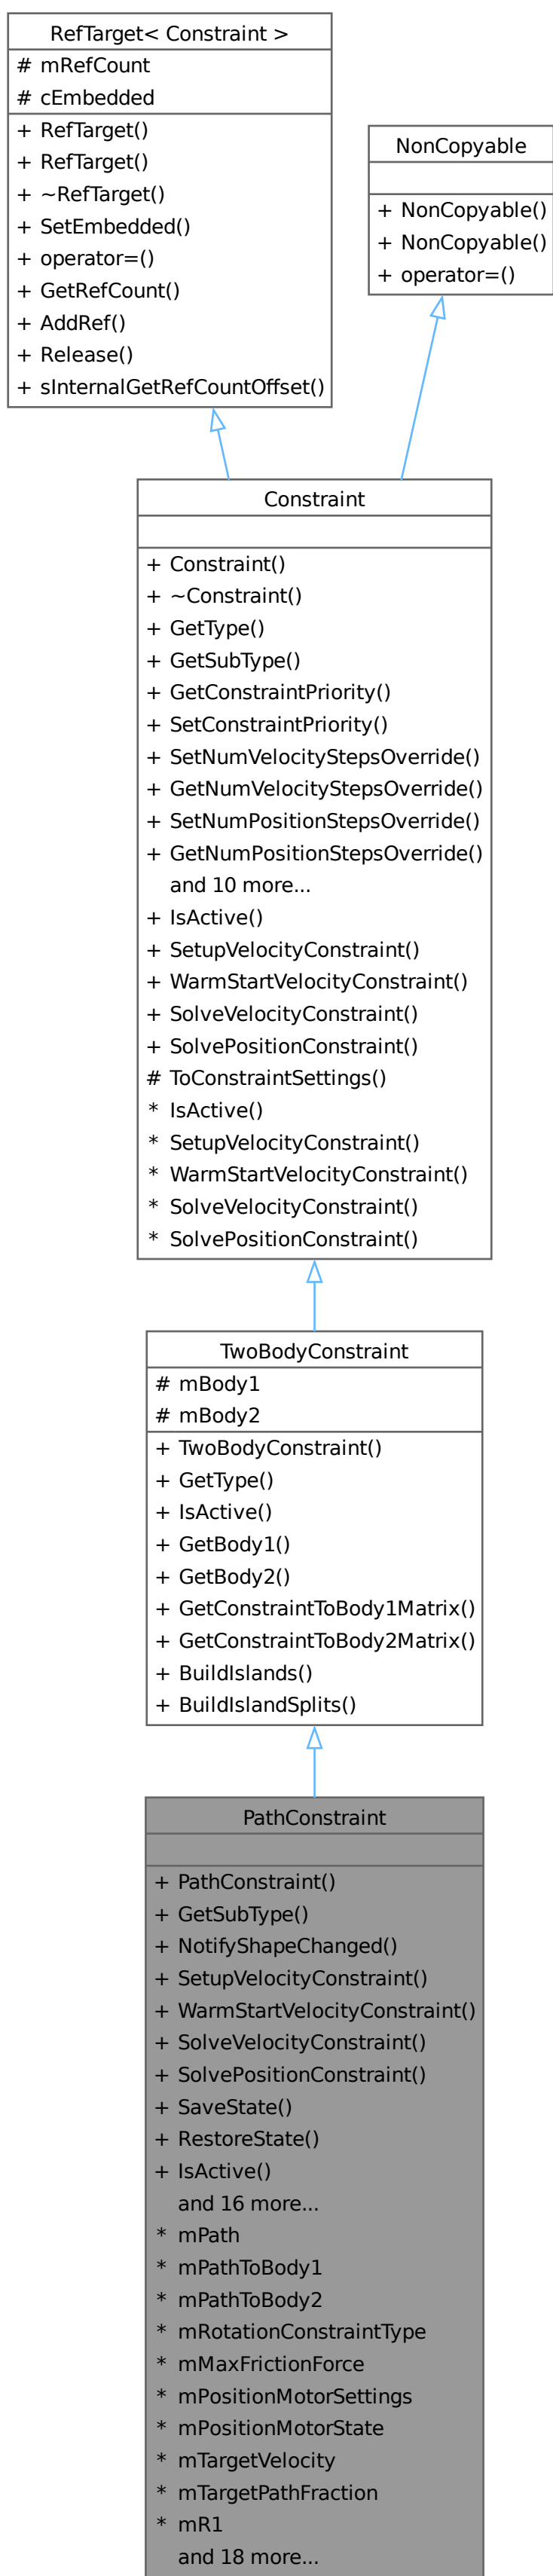 RefTarget< Constraint >
# mRefCount
# cEmbedded
+ RefTarget()
+ RefTarget()
+ ~RefTarget()
+ SetEmbedded()
+ operator=()
+ GetRefCount()
+ AddRef()
+ Release()
+ sInternalGetRefCountOffset()
NonCopyable
+ NonCopyable()
+ NonCopyable()
+ operator=()
Constraint
+ Constraint()
+ ~Constraint()
+ GetType()
+ GetSubType()
+ GetConstraintPriority()
+ SetConstraintPriority()
+ SetNumVelocityStepsOverride()
+ GetNumVelocityStepsOverride()
+ SetNumPositionStepsOverride()
+ GetNumPositionStepsOverride()
and 10 more...
+ IsActive()
+ SetupVelocityConstraint()
+ WarmStartVelocityConstraint()
+ SolveVelocityConstraint()
+ SolvePositionConstraint()
# ToConstraintSettings()
* IsActive()
* SetupVelocityConstraint()
* WarmStartVelocityConstraint()
* SolveVelocityConstraint()
* SolvePositionConstraint()
TwoBodyConstraint
# mBody1
# mBody2
+ TwoBodyConstraint()
+ GetType()
+ IsActive()
+ GetBody1()
+ GetBody2()
+ GetConstraintToBody1Matrix()
+ GetConstraintToBody2Matrix()
+ BuildIslands()
+ BuildIslandSplits()
PathConstraint
+ PathConstraint()
+ GetSubType()
+ NotifyShapeChanged()
+ SetupVelocityConstraint()
+ WarmStartVelocityConstraint()
+ SolveVelocityConstraint()
+ SolvePositionConstraint()
+ SaveState()
+ RestoreState()
+ IsActive()
and 16 more...
* mPath
* mPathToBody1
* mPathToBody2
* mRotationConstraintType
* mMaxFrictionForce
* mPositionMotorSettings
* mPositionMotorState
* mTargetVelocity
* mTargetPathFraction
* mR1
and 18 more...